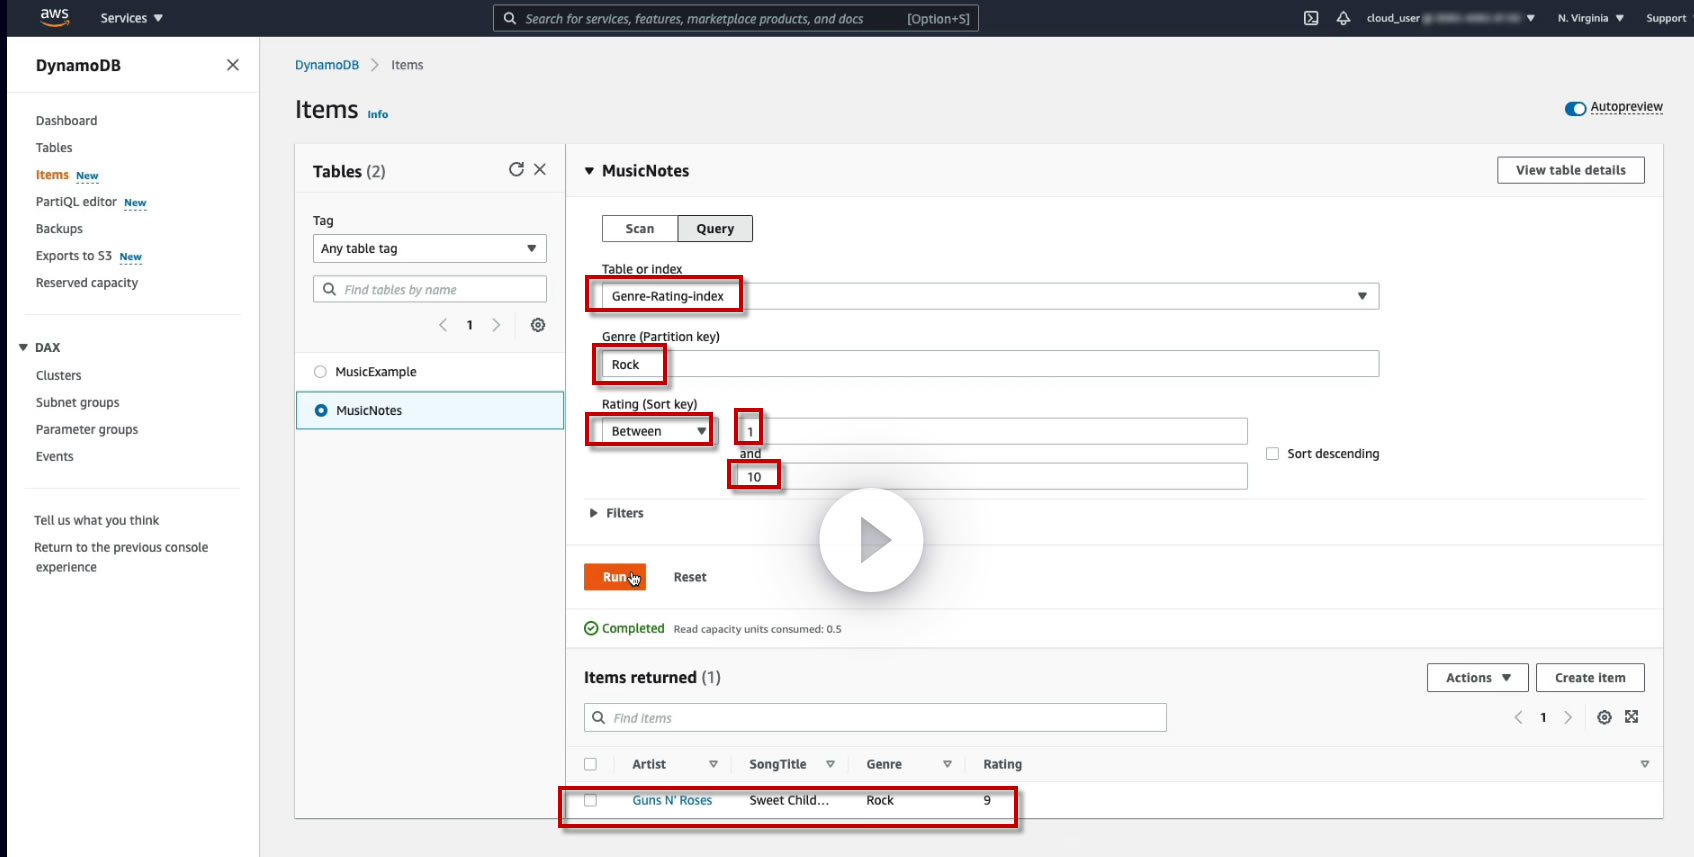 aws Services Search for services, features, marketplace products, and docs [Option+S] cloud_user N. Virginia Support
DynamoDB
Dashboard
Tables
Items New
PartiQL editor New
Backups
Exports to S3 New
Reserved capacity
DAX
Clusters
Subnet groups
Parameter groups
Events
Tell us what you think
Return to the previous console
experience
DynamoDB Items
Items Info
Autopreview
Tables (2)
Tag
Any table tag
Find tables by name
1
MusicExample
MusicNotes
MusicNotes
View table details
Scan Query
Table or index
Genre-Rating-index
Genre (Partition key)
Rock
Rating (Sort key)
Between 1
and
10
Sort descending
Filters
Run Reset
Completed Read capacity units consumed: 0.5
Items returned (1)
Actions Create item
Find items
1
Artist SongTitle Genre Rating
Guns N' Roses Sweet Child... Rock 9